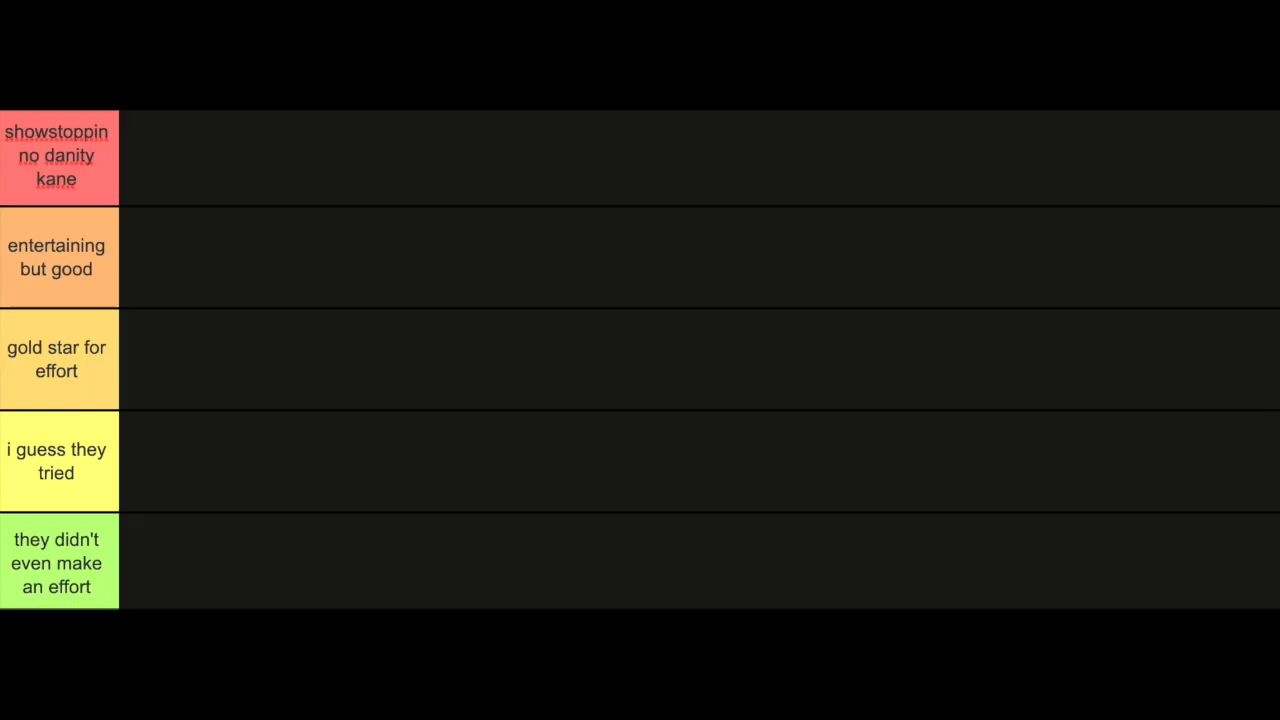 showstoppin
no danity
kane
entertaining
but good
gold star for
effort
i guess they
tried
they didn't
even make
an effort